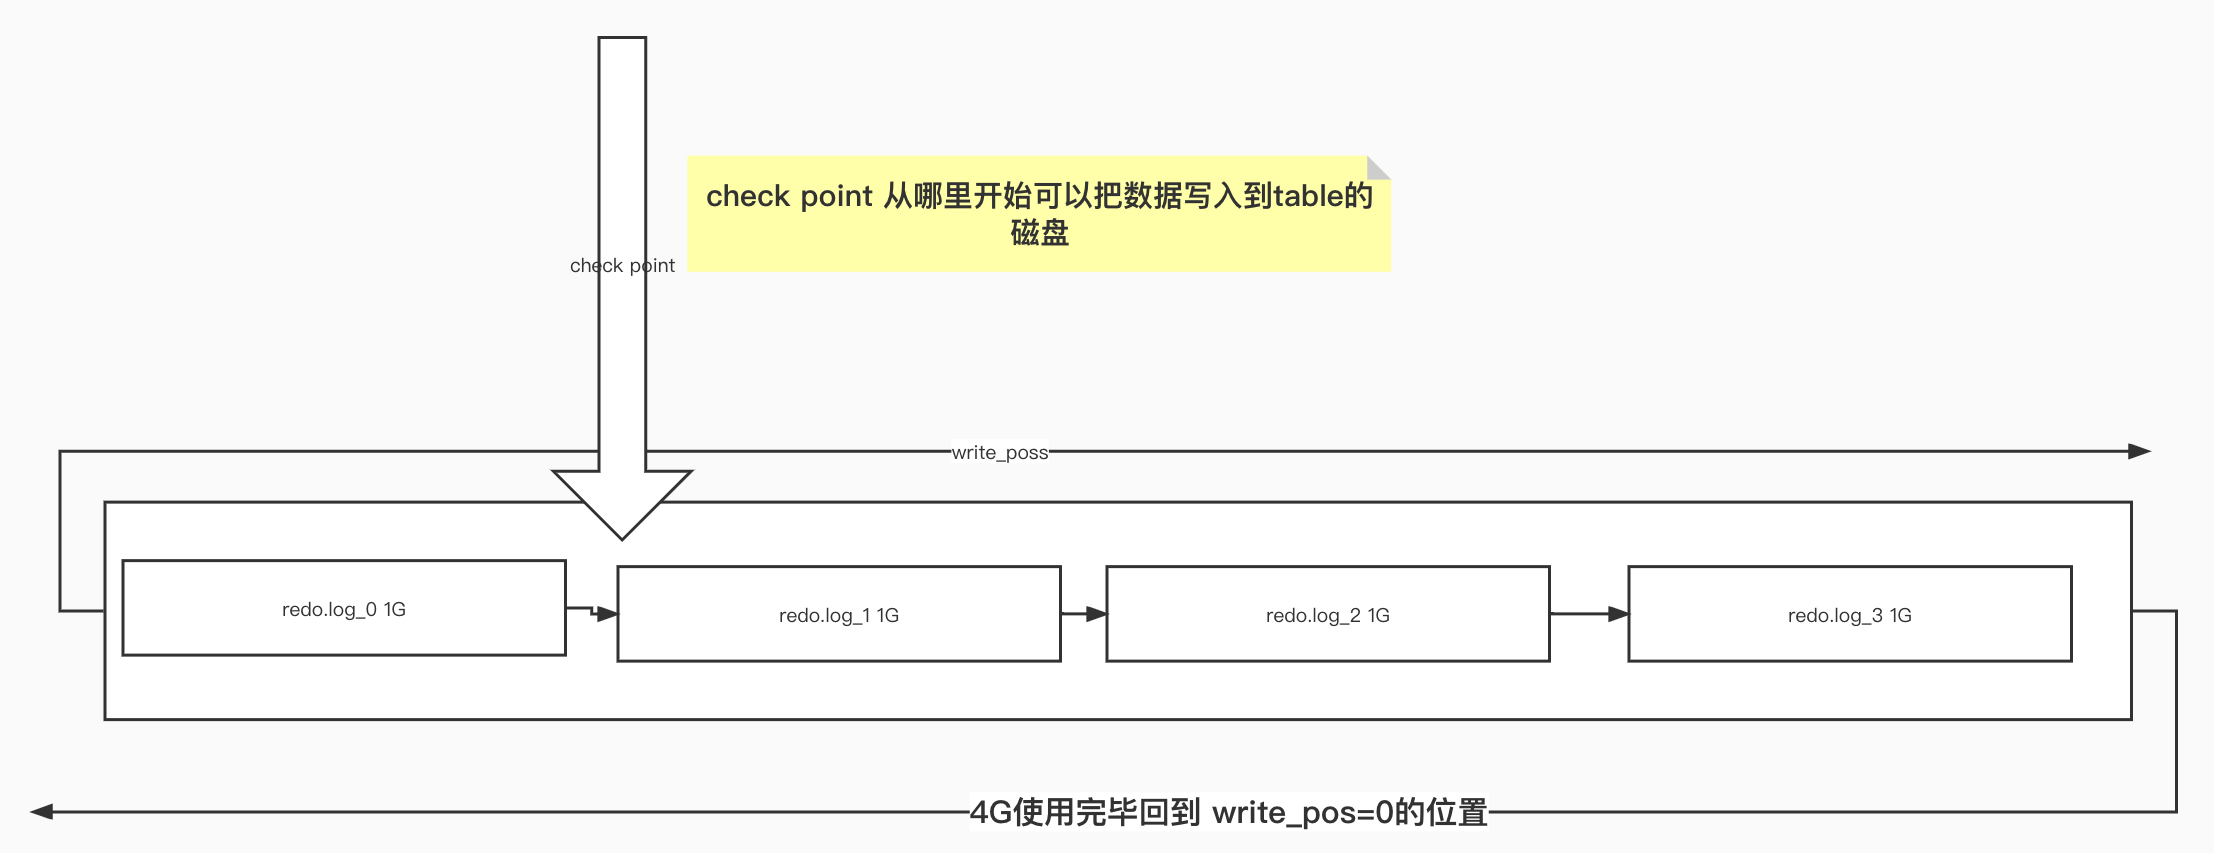 check point 从哪里开始可以把数据写入到table的
磁盘
check point
write_poss
redo.log_0 1G
redo.log_1 1G
redo.log_2 1G
redo.log_3 1G
4G使用完毕回到 write_pos=0的位置